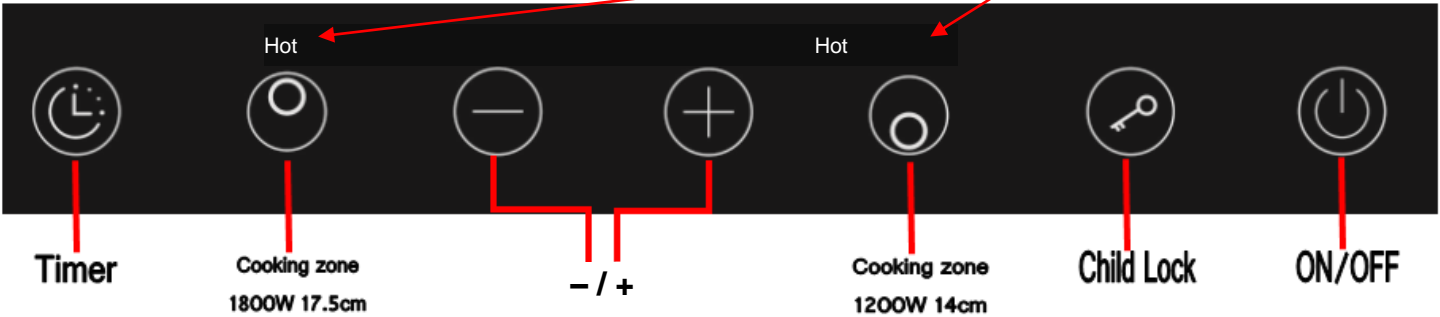 Hot Hot
Timer
Cooking zone
1800W 17.5cm
– / +
Cooking zone
1200W 14cm
Child Lock
ON/OFF